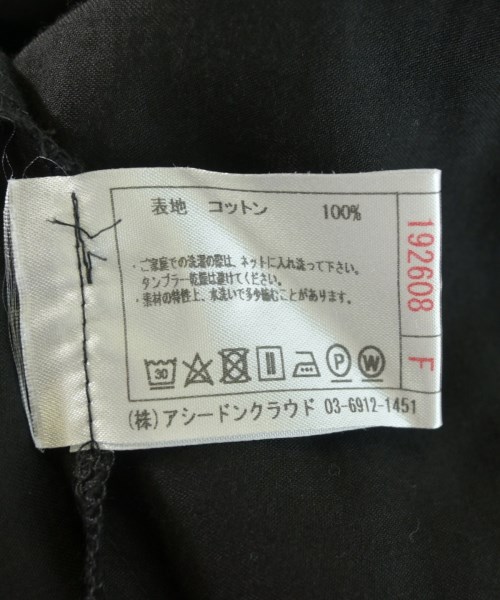 表地 コットン 100%
・ご家庭での洗濯の際は、ネットに入れ洗って下さい。
タンブラー乾燥は避けてください。
・素材の特性上、水洗いで多少縮むことがあります。
30 P W
(株)アシードンクラウド 03-6912-1451
192608 F